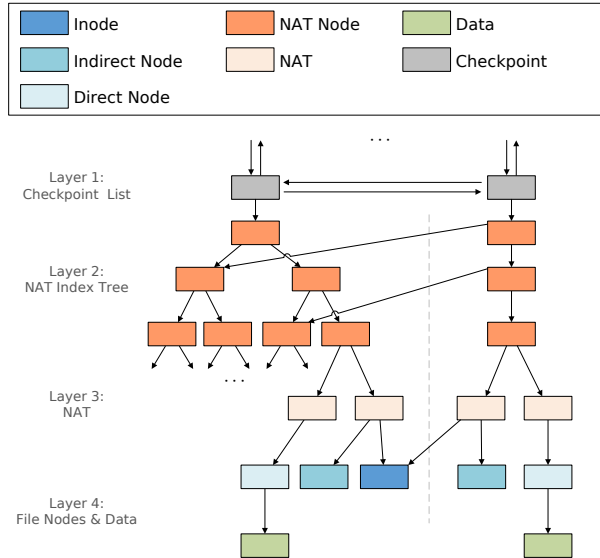 Inode
NAT Node
Data
Indirect Node
NAT
Checkpoint
Direct Node
...
Layer 1:
Checkpoint List
Layer 2:
NAT Index Tree
...
Layer 3:
NAT
Layer 4:
File Nodes & Data